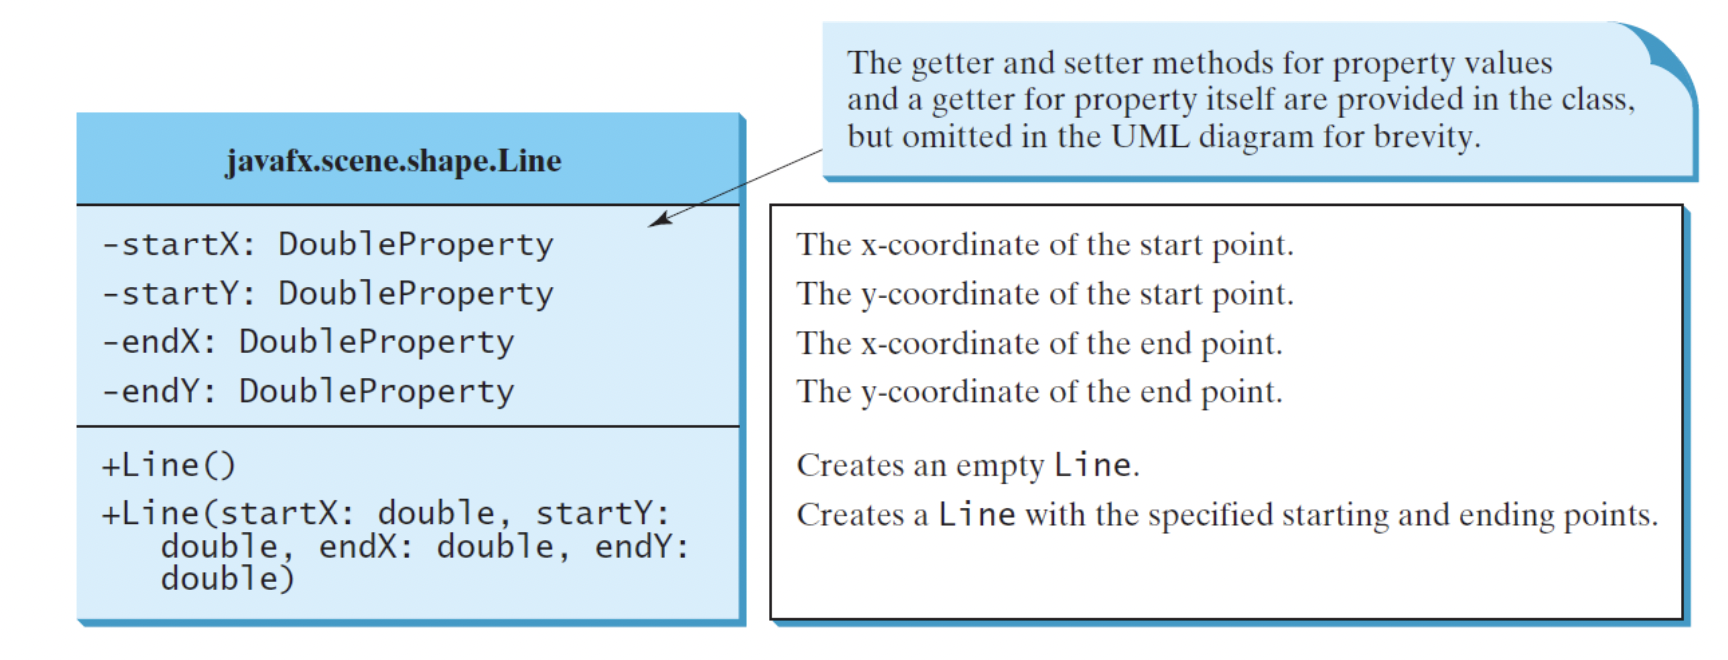 The getter and setter methods for property values
and a getter for property itself are provided in the class,
but omitted in the UML diagram for brevity.
javafx.scene.shape.Line
-startX: DoubleProperty
The x-coordinate of the start point.
-startY: DoubleProperty
The y-coordinate of the start point.
-endX: DoubleProperty
The x-coordinate of the end point.
-endY: DoubleProperty
The y-coordinate of the end point.
+Line()
Creates an empty Line.
+Line(startX: double, startY:
double, endX: double, endY:
double)
Creates a Line with the specified starting and ending points.